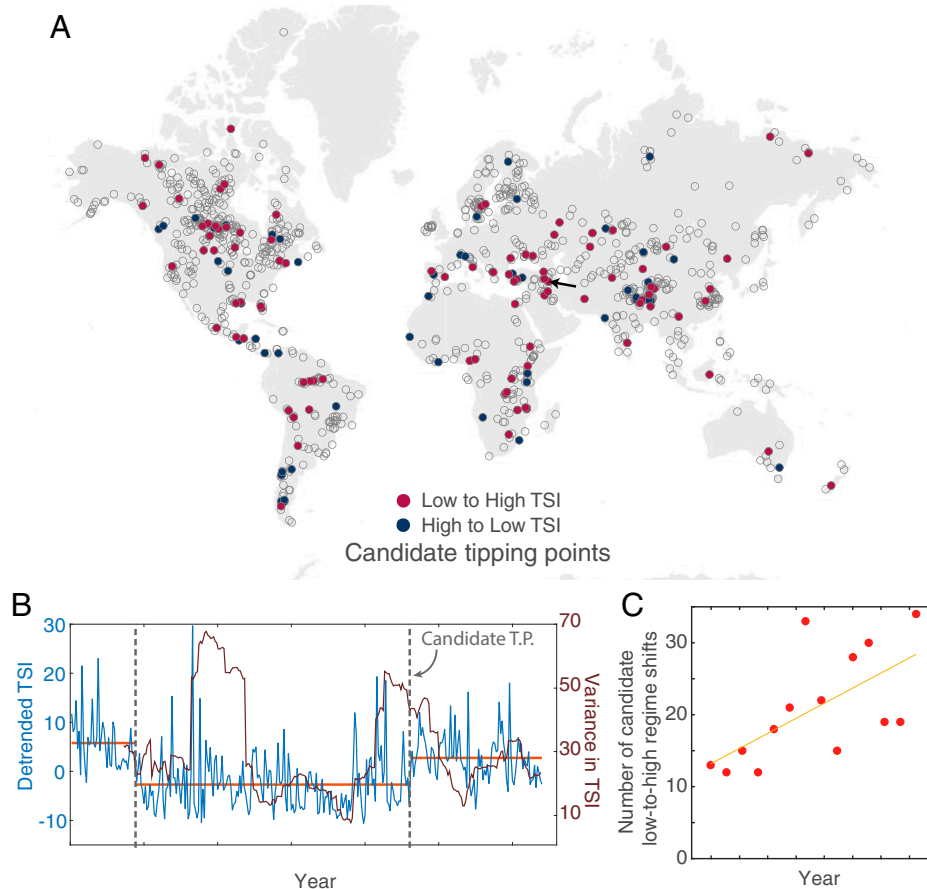 A
Low to High TSI
High to Low TSI
Candidate tipping points
B
Detrended TSI
30
20
10
0
-10
Candidate T.P.
70
50
30
10
Variance in TSI
Year
C
Number of candidate
low-to-high regime shifts
30
20
10
0
Year